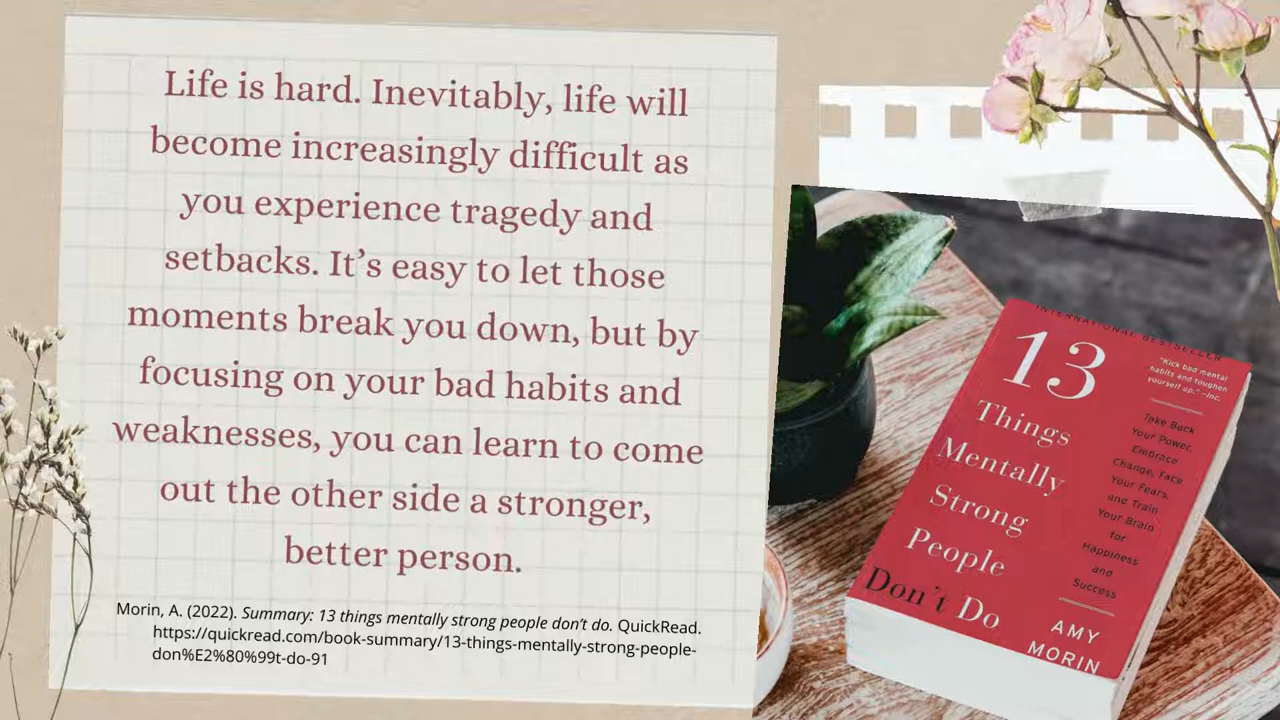 Life is hard. Inevitably, life will
become increasingly difficult as
you experience tragedy and
setbacks. It’s easy to let those
moments break you down, but by
focusing on your bad habits and
weaknesses, you can learn to come
out the other side a stronger,
better person.
Morin, A. (2022). Summary: 13 things mentally strong people don’t do. QuickRead.
https://quickread.com/book-summary/13-things-mentally-strong-people-
don%E2%80%99t-do-91
INTERNATIONAL BESTSELLER
13
Things
Mentally
Strong
People
Don't Do
"Kick bad mental
habits and toughen
yourself up." —Inc.
Take Back
Your Power,
Embrace
Change, Face
Your Fears,
and Train
Your Brain
for
Happiness
and
Success
AMY
MORIN